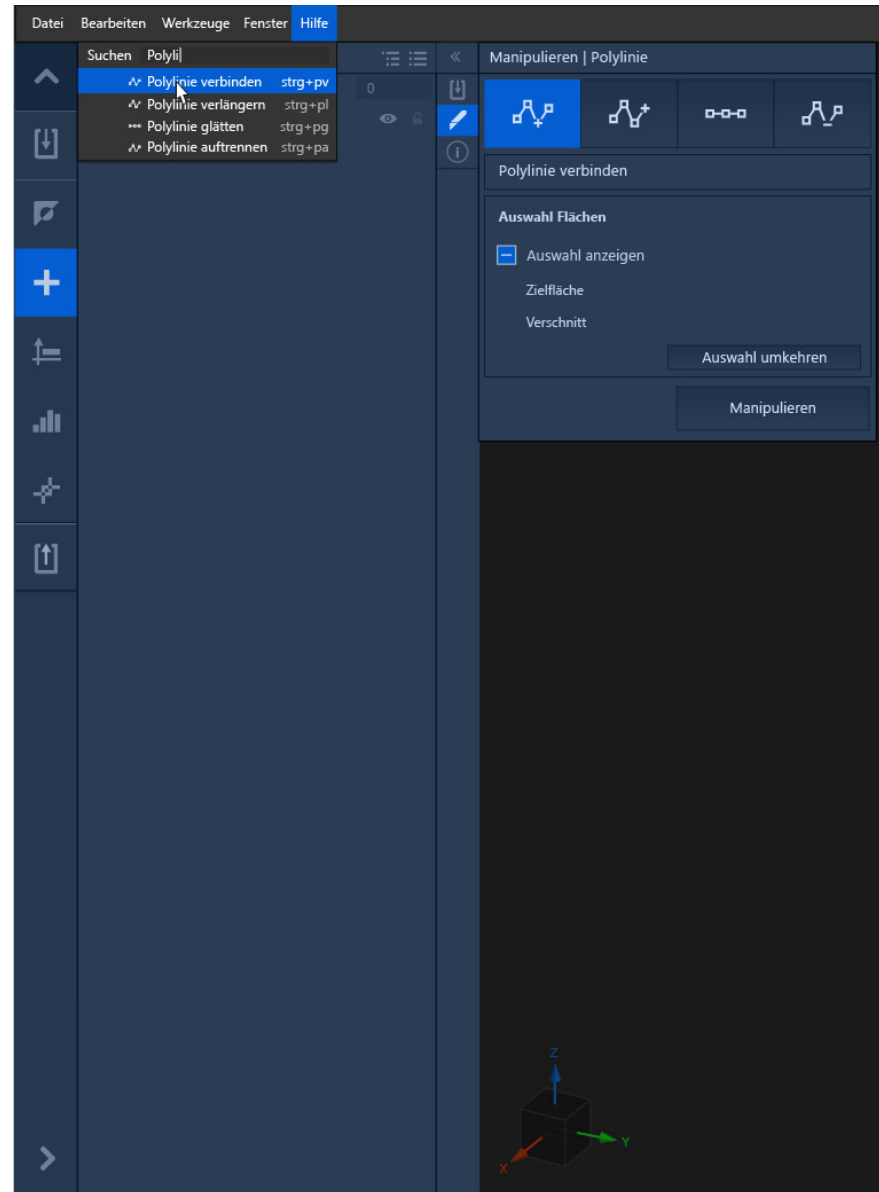 Datei Bearbeiten Werkzeuge Fenster Hilfe
Suchen Polyli
Polylinie verbinden strg+pv
Polylinie verlängern strg+pl
Polylinie glätten strg+pg
Polylinie auftrennen strg+pa
0
Manipulieren | Polylinie
Polylinie verbinden
Auswahl Flächen
Auswahl anzeigen
Zielfläche
Verschnitt
Auswahl umkehren
Manipulieren
Z
Y
X